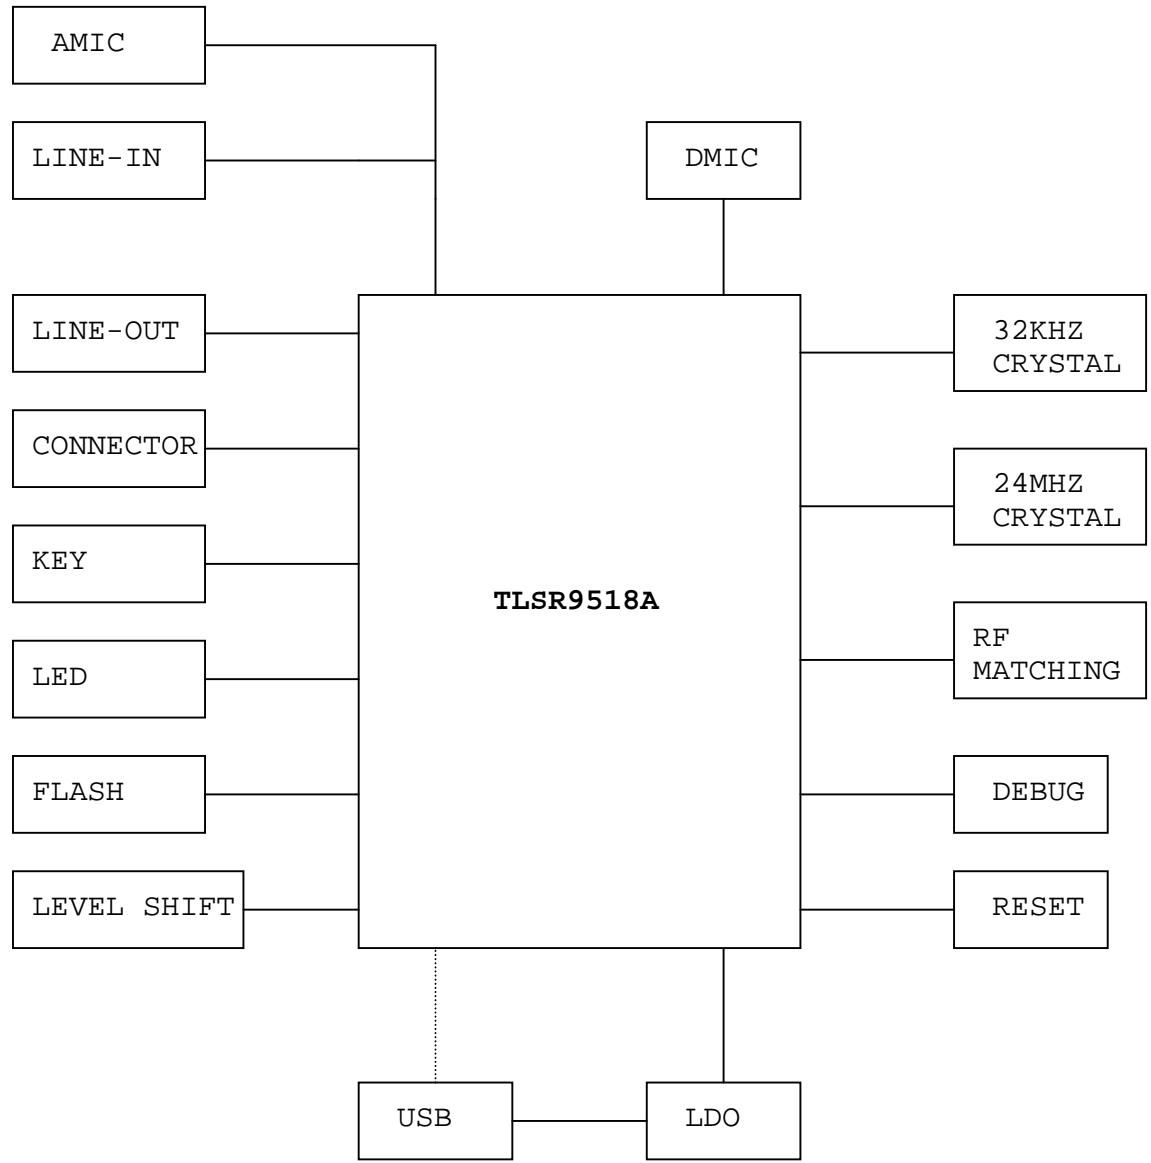 AMIC
LINE-IN
DMIC
LINE-OUT
32KHZ
CRYSTAL
CONNECTOR
24MHZ
CRYSTAL
KEY
TLSR9518A
RF
MATCHING
LED
FLASH
DEBUG
LEVEL SHIFT
RESET
USB
LDO